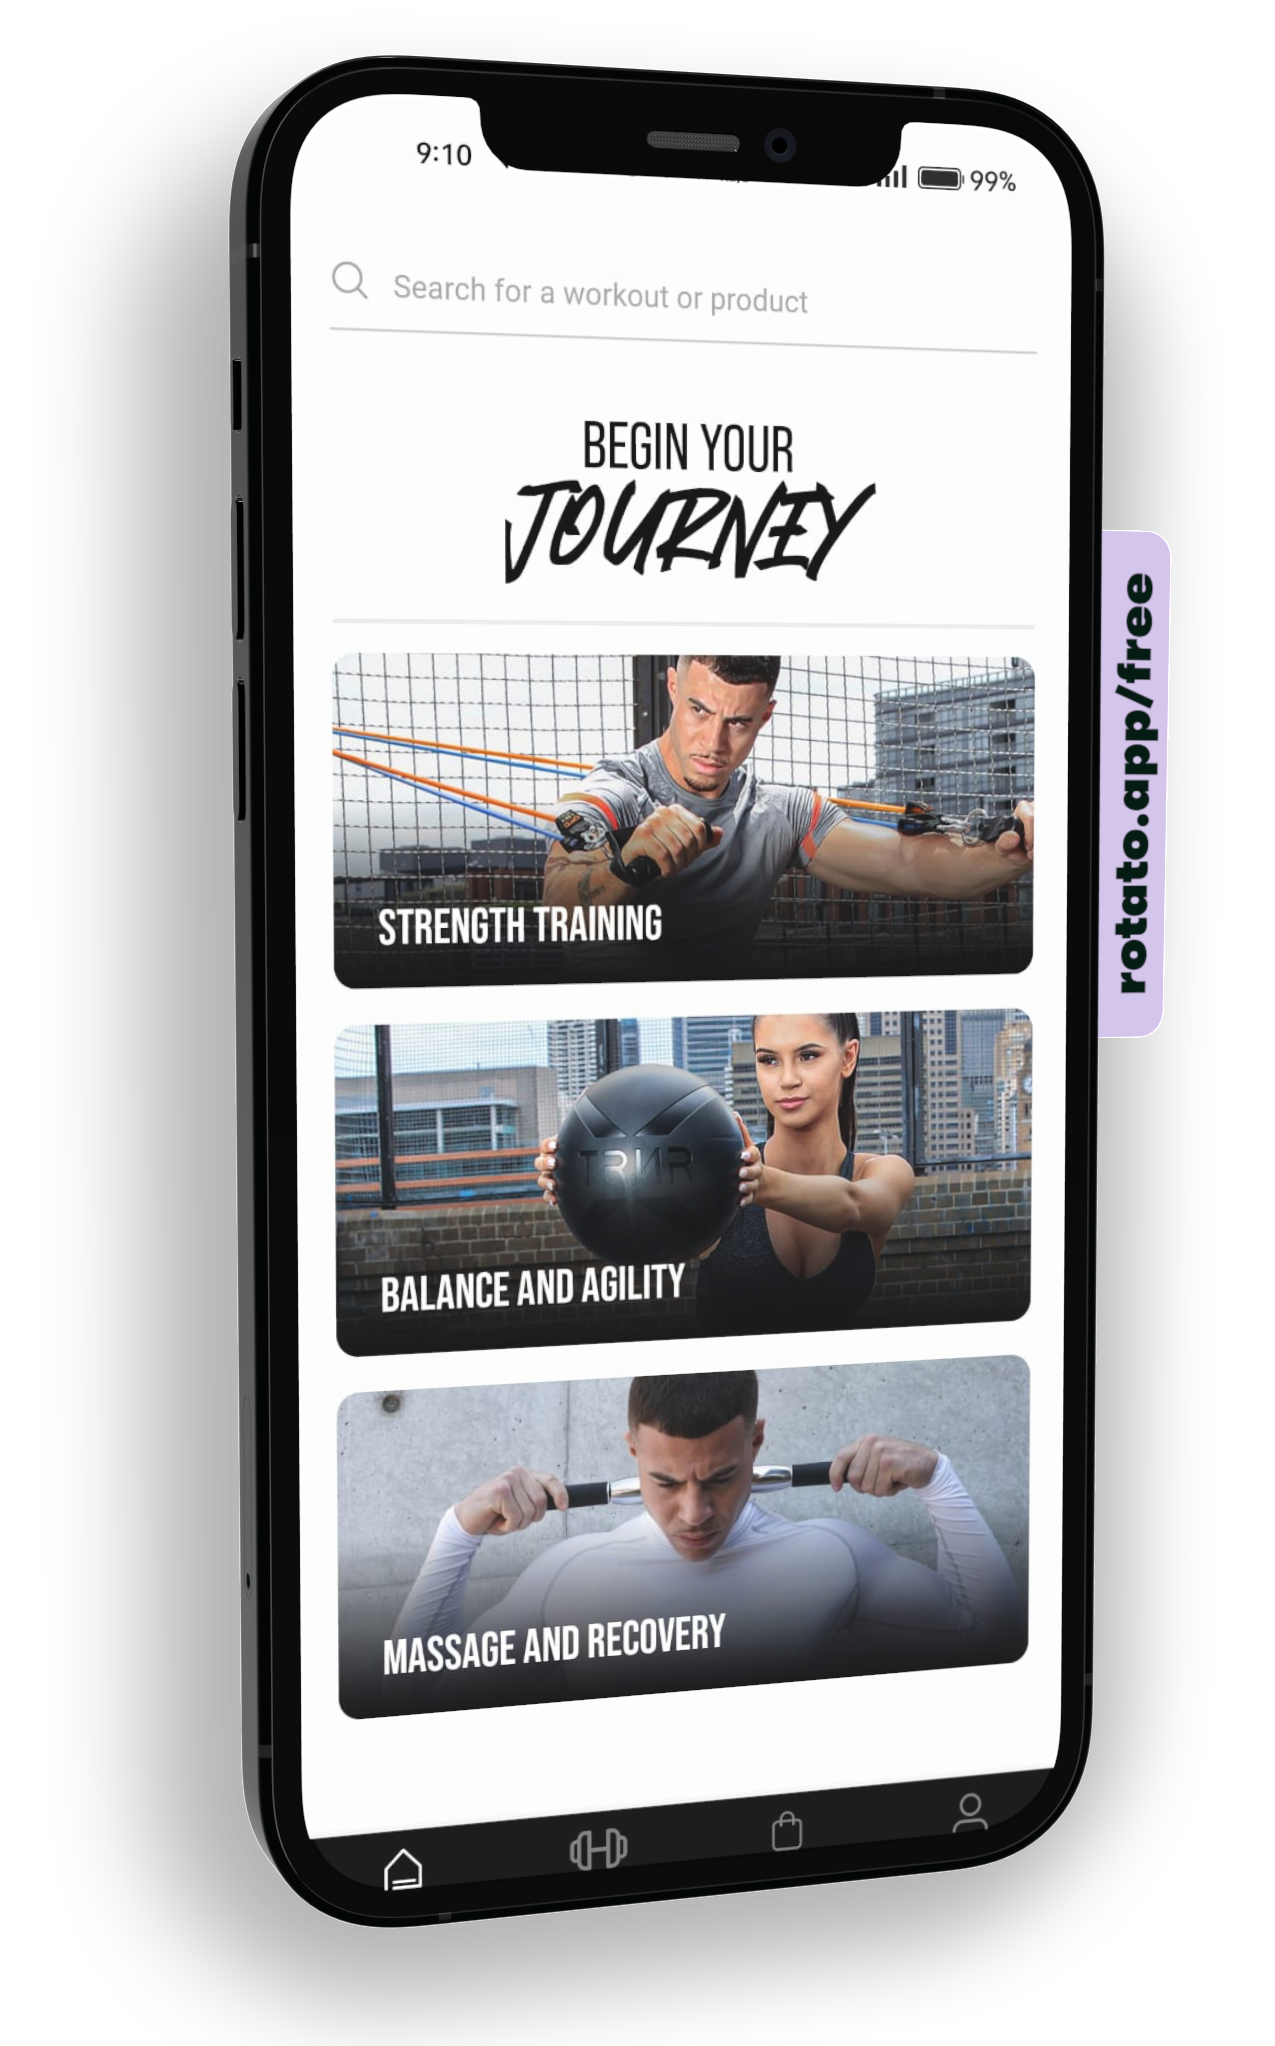 9:10
99%
Search for a workout or product
BEGIN YOUR
JOURNEY
STRENGTH TRAINING
TRNR
BALANCE AND AGILITY
MASSAGE AND RECOVERY
rotato.app/free